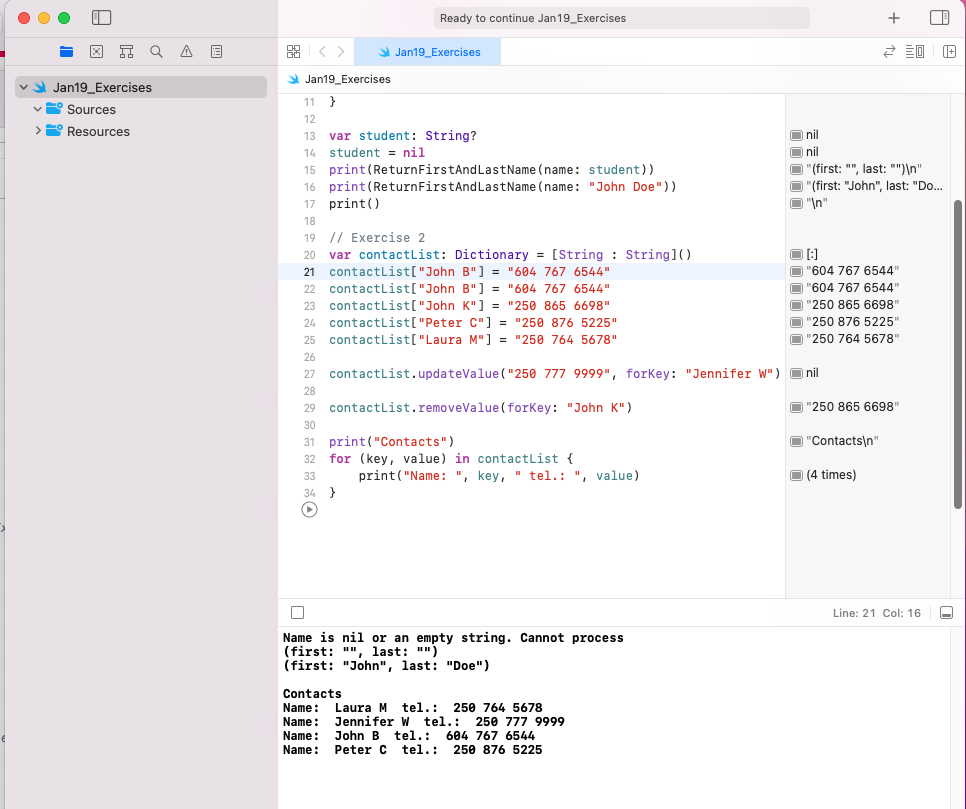 Ready to continue Jan19_Exercises
Jan19_Exercises
Jan19_Exercises
Jan19_Exercises
Sources
Resources
11 }
12
13 var student: String? nil
14 student = nil nil
15 print(ReturnFirstAndLastName(name: student)) "(first: "", last: "")\n"
16 print(ReturnFirstAndLastName(name: "John Doe")) "(first: "John", last: "Do...
17 print() "\n"
18
19 // Exercise 2
20 var contactList: Dictionary = [String : String]() [:]
21 contactList["John B"] = "604 767 6544" "604 767 6544"
22 contactList["John B"] = "604 767 6544" "604 767 6544"
23 contactList["John K"] = "250 865 6698" "250 865 6698"
24 contactList["Peter C"] = "250 876 5225" "250 876 5225"
25 contactList["Laura M"] = "250 764 5678" "250 764 5678"
26
27 contactList.updateValue("250 777 9999", forKey: "Jennifer W") nil
28
29 contactList.removeValue(forKey: "John K") "250 865 6698"
30
31 print("Contacts") "Contacts\n"
32 for (key, value) in contactList {
33 print("Name: ", key, " tel.: ", value) (4 times)
34 }
Line: 21 Col: 16
Name is nil or an empty string. Cannot process
(first: "", last: "")
(first: "John", last: "Doe")
Contacts
Name:  Laura M  tel.:  250 764 5678
Name:  Jennifer W  tel.:  250 777 9999
Name:  John B  tel.:  604 767 6544
Name:  Peter C  tel.:  250 876 5225